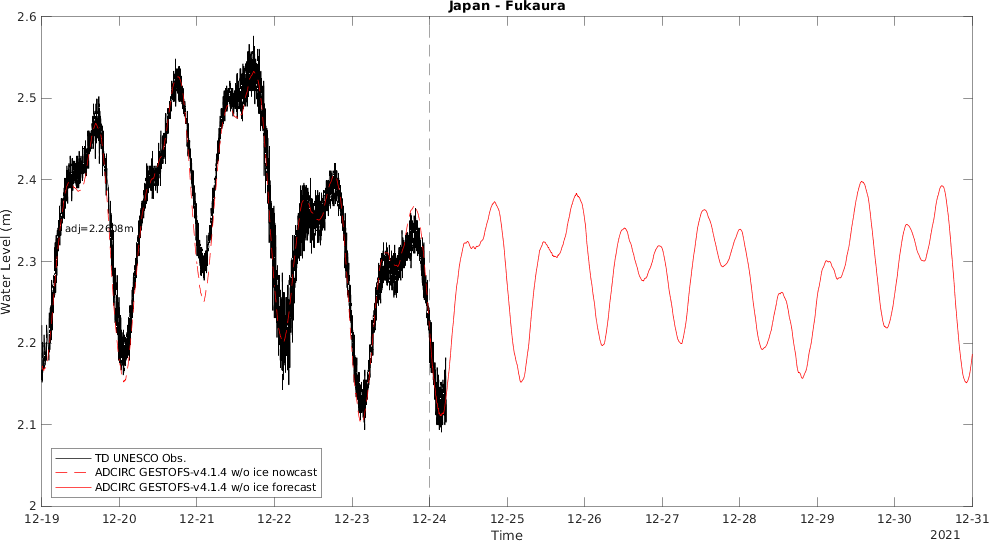 Japan - Fukaura
2.6
2.5
2.4
2.3
2.2
2.1
2
Water Level (m)
adj=2.2608m
TD UNESCO Obs.
ADCIRC GESTOFS-v4.1.4 w/o ice nowcast
ADCIRC GESTOFS-v4.1.4 w/o ice forecast
12-19 12-20 12-21 12-22 12-23 12-24 12-25 12-26 12-27 12-28 12-29 12-30 12-31
Time
2021